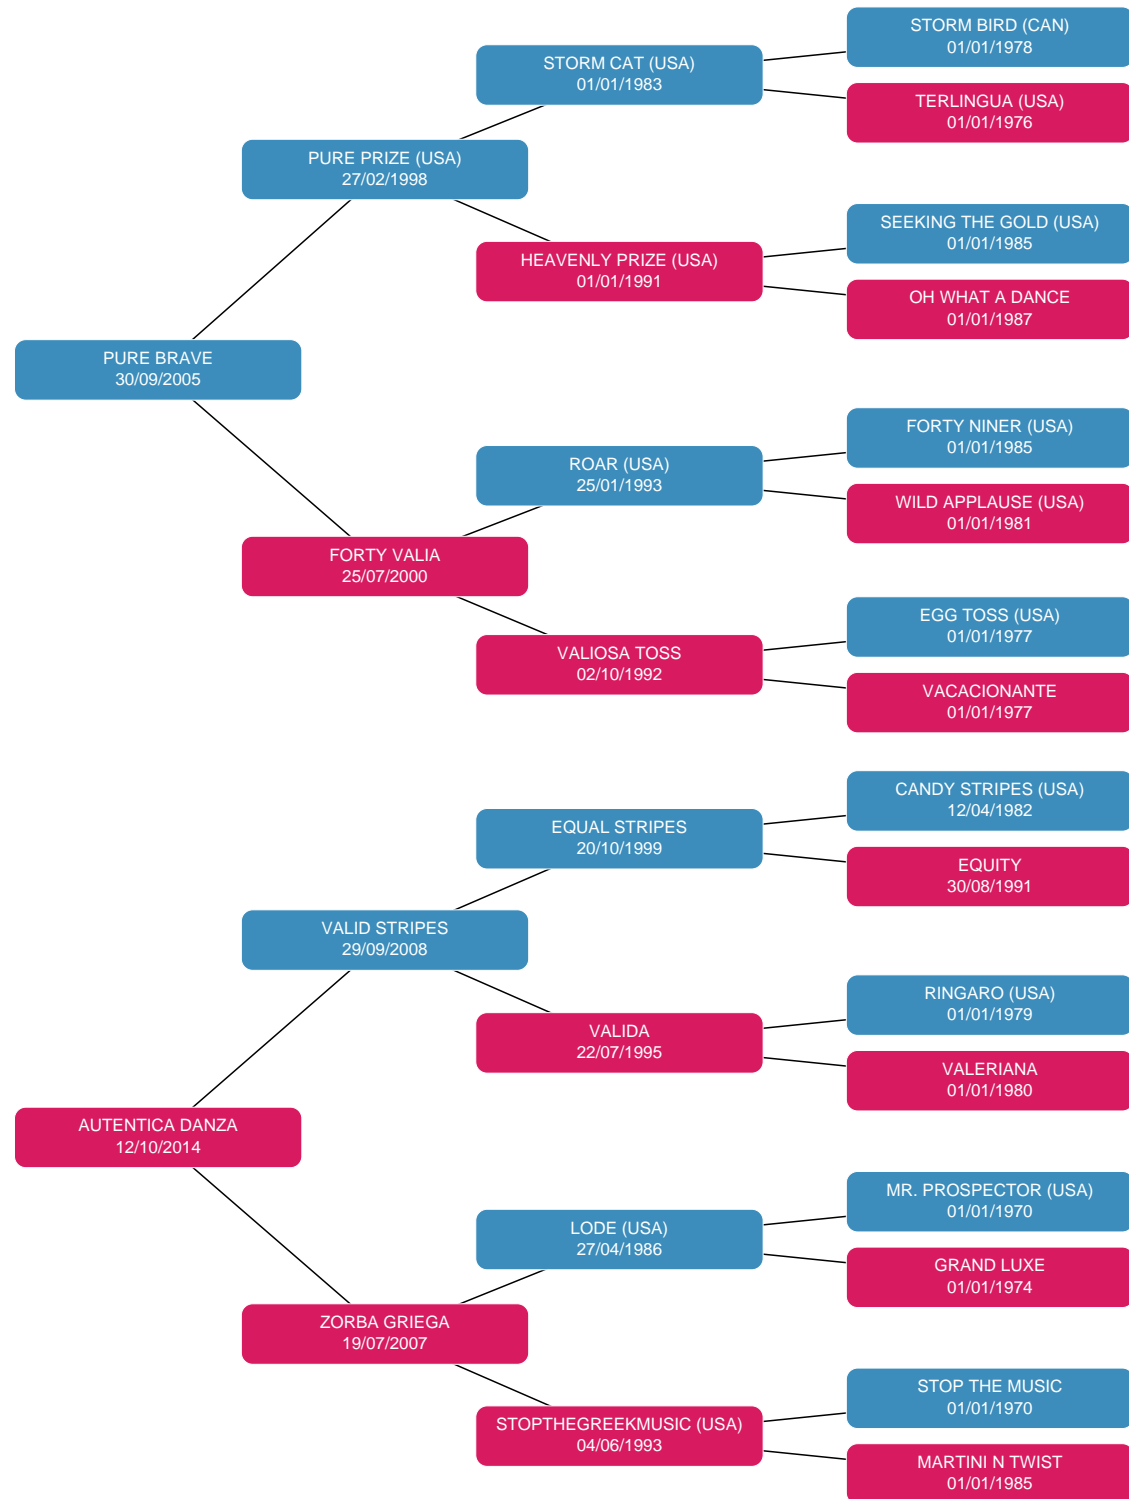 STORM BIRD (CAN)
01/01/1978
STORM CAT (USA)
01/01/1983
TERLINGUA (USA)
01/01/1976
PURE PRIZE (USA)
27/02/1998
SEEKING THE GOLD (USA)
01/01/1985
HEAVENLY PRIZE (USA)
01/01/1991
OH WHAT A DANCE
01/01/1987
PURE BRAVE
30/09/2005
FORTY NINER (USA)
01/01/1985
ROAR (USA)
25/01/1993
WILD APPLAUSE (USA)
01/01/1981
FORTY VALIA
25/07/2000
EGG TOSS (USA)
01/01/1977
VALIOSA TOSS
02/10/1992
VACACIONANTE
01/01/1977
CANDY STRIPES (USA)
12/04/1982
EQUAL STRIPES
20/10/1999
EQUITY
30/08/1991
VALID STRIPES
29/09/2008
RINGARO (USA)
01/01/1979
VALIDA
22/07/1995
VALERIANA
01/01/1980
AUTENTICA DANZA
12/10/2014
MR. PROSPECTOR (USA)
01/01/1970
LODE (USA)
27/04/1986
GRAND LUXE
01/01/1974
ZORBA GRIEGA
19/07/2007
STOP THE MUSIC
01/01/1970
STOPTHEGREEKMUSIC (USA)
04/06/1993
MARTINI N TWIST
01/01/1985